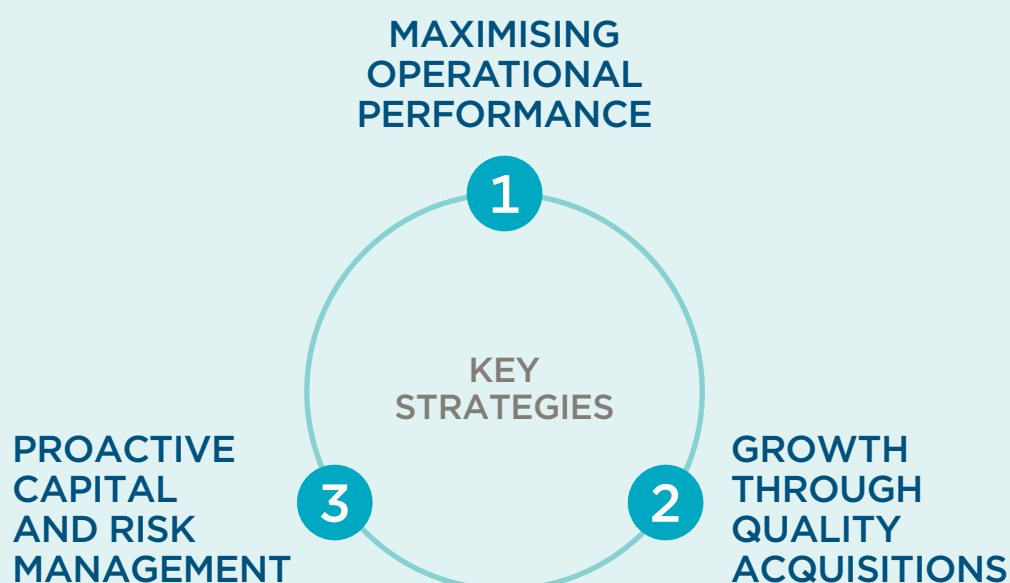 MAXIMISING
OPERATIONAL
PERFORMANCE
1
KEY
STRATEGIES
2
GROWTH
THROUGH
QUALITY
ACQUISITIONS
3
PROACTIVE
CAPITAL
AND RISK
MANAGEMENT